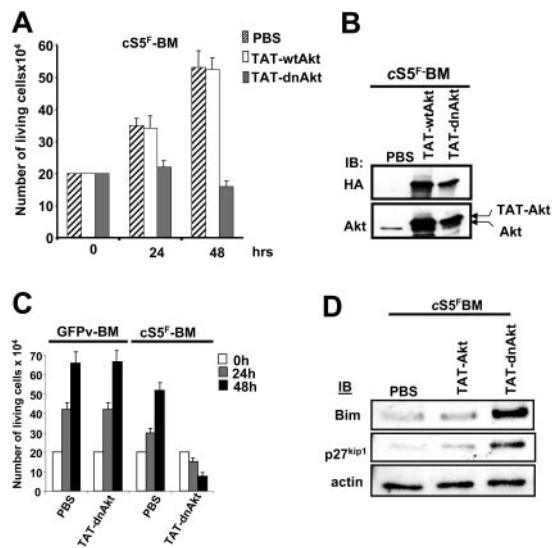 A
cS5F-BM
PBS
TAT-wtAkt
TAT-dnAkt
Number of living cellsx10⁴
60
50
40
30
20
10
0
0
24
48
hrs
B
cS5F-BM
PBS
TAT-wtAkt
TAT-dnAkt
IB:
HA
Akt
TAT-Akt
Akt
C
GFPv-BM
cS5F-BM
0h
24h
48h
Number of living cells x 10⁴
70
60
50
40
30
20
10
0
PBS
TAT-dnAkt
PBS
TAT-dnAkt
D
cS5FBM
IB
PBS
TAT-Akt
TAT-dnAkt
Bim
p27kip1
actin